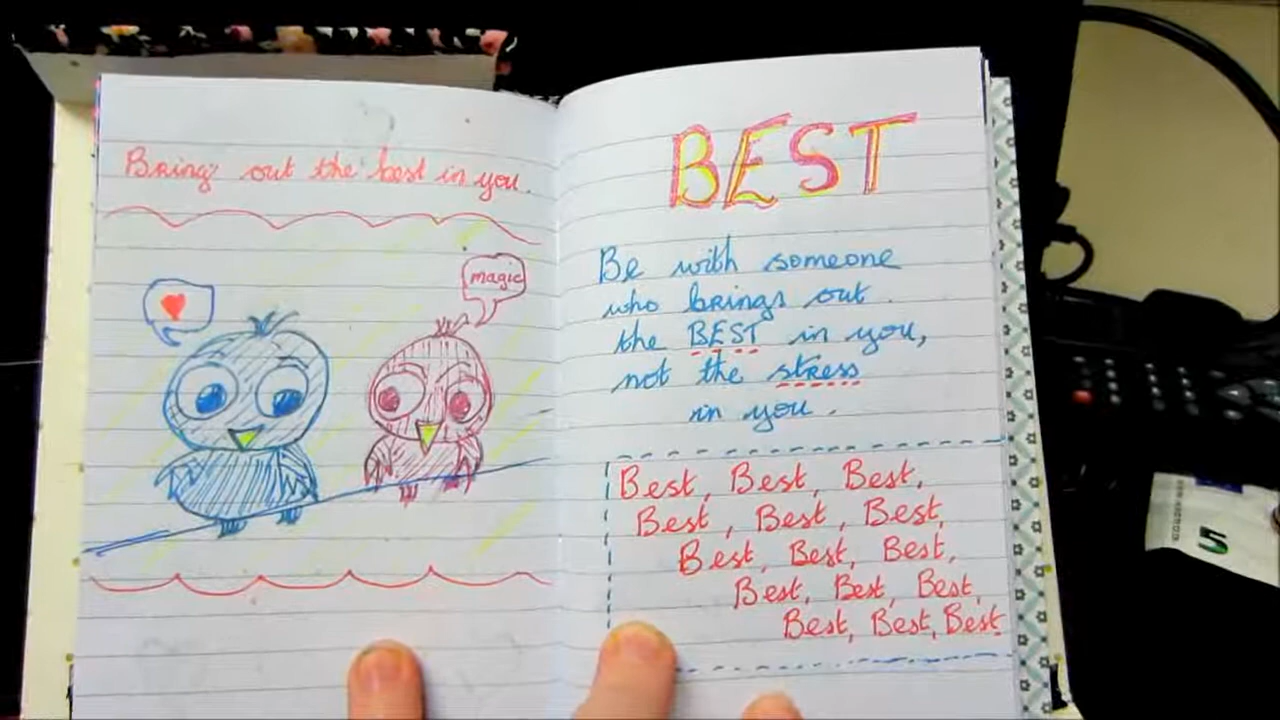 Bring out the best in you.
magic
BEST
Be with someone
who brings out
the BEST in you,
not the stress
in you.
Best, Best, Best,
Best, Best, Best,
Best, Best, Best,
Best, Best, Best,
Best, Best, Best
5